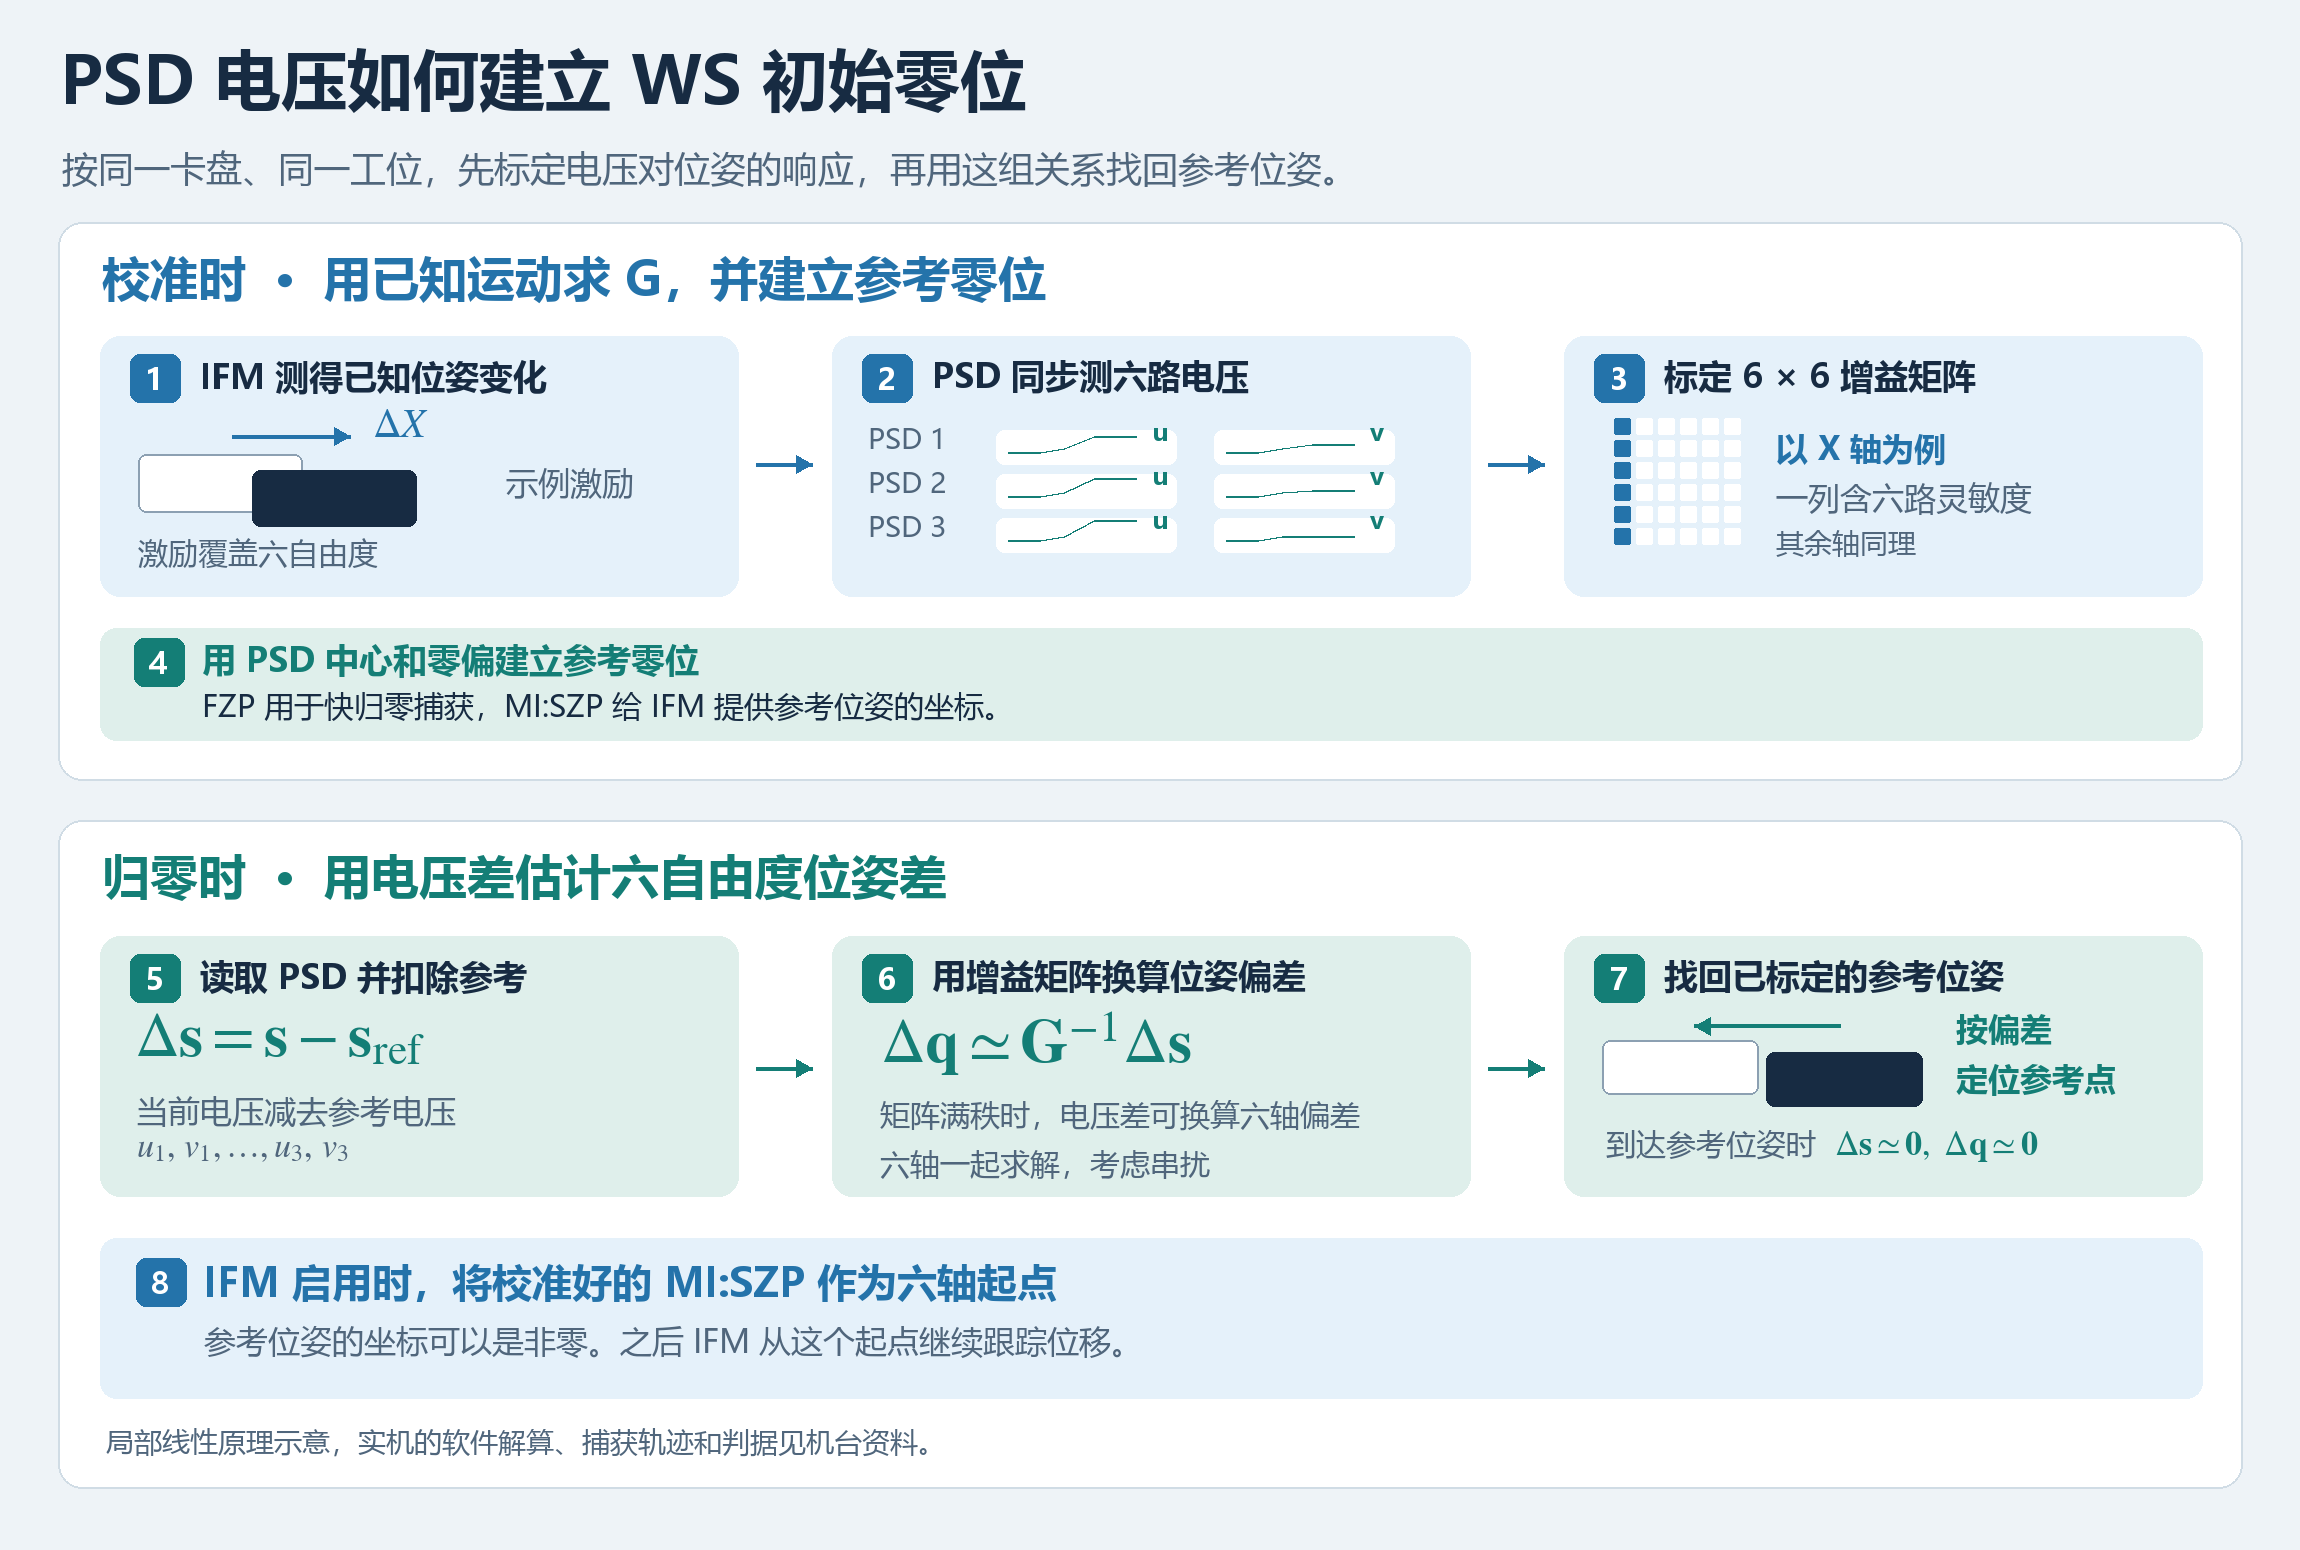 PSD 电压如何建立 WS 初始零位
按同一卡盘、同一工位，先标定电压对位姿的响应，再用这组关系找回参考位姿。
校准时 · 用已知运动求 G，并建立参考零位
1 IFM 测得已知位姿变化
ΔX
示例激励
激励覆盖六自由度
2 PSD 同步测六路电压
PSD 1 u v
PSD 2 u v
PSD 3 u v
3 标定 6 × 6 增益矩阵
以 X 轴为例
一列含六路灵敏度
其余轴同理
4 用 PSD 中心和零偏建立参考零位
FZP 用于快归零捕获，MI:SZP 给 IFM 提供参考位姿的坐标。
归零时 · 用电压差估计六自由度位姿差
5 读取 PSD 并扣除参考
Δs = s − s_ref
当前电压减去参考电压
u₁, v₁, …, u₃, v₃
6 用增益矩阵换算位姿偏差
Δq ≃ G⁻¹Δs
矩阵满秩时，电压差可换算六轴偏差
六轴一起求解，考虑串扰
7 找回已标定的参考位姿
按偏差
定位参考点
到达参考位姿时 Δs ≃ 0, Δq ≃ 0
8 IFM 启用时，将校准好的 MI:SZP 作为六轴起点
参考位姿的坐标可以是非零。之后 IFM 从这个起点继续跟踪位移。
局部线性原理示意，实机的软件解算、捕获轨迹和判据见机台资料。